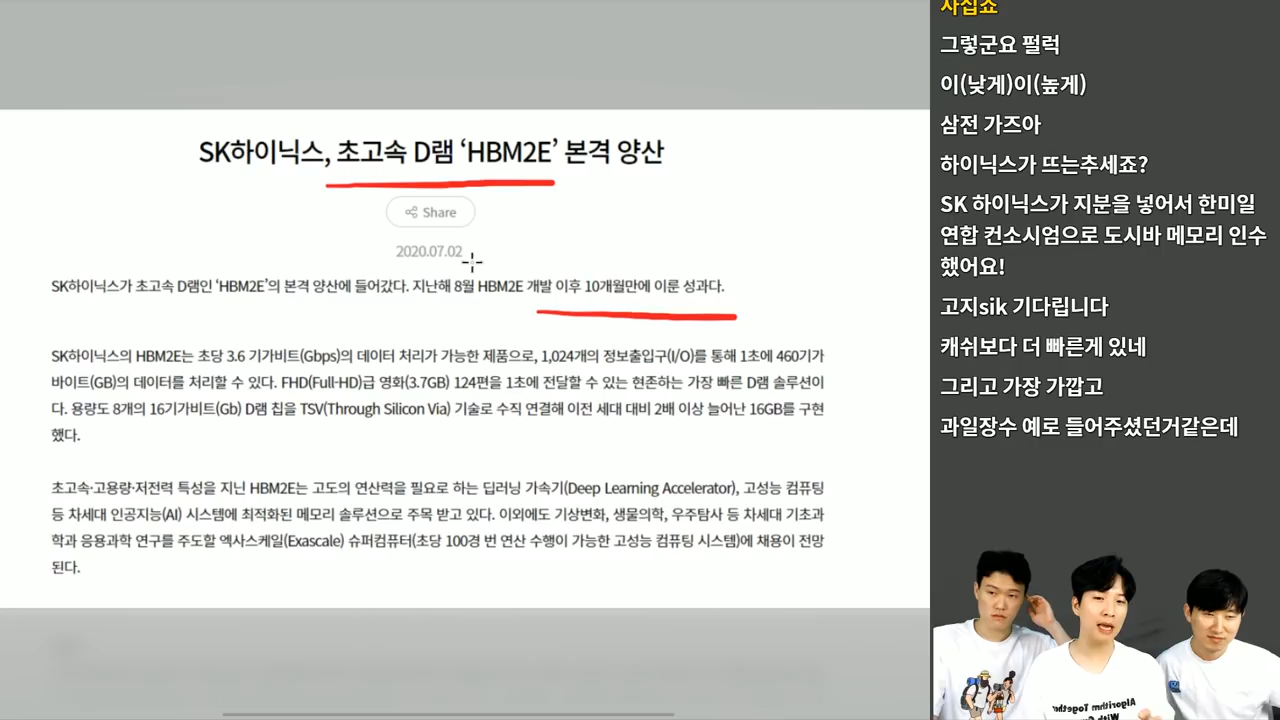 SK하이닉스, 초고속 D램 ‘HBM2E’ 본격 양산
Share
2020.07.02
SK하이닉스가 초고속 D램인 ‘HBM2E’의 본격 양산에 들어갔다. 지난해 8월 HBM2E 개발 이후 10개월만에 이룬 성과다.
SK하이닉스의 HBM2E는 초당 3.6 기가비트(Gbps)의 데이터 처리가 가능한 제품으로, 1,024개의 정보출입구(I/O)를 통해 1초에 460기가
바이트(GB)의 데이터를 처리할 수 있다. FHD(Full-HD)급 영화(3.7GB) 124편을 1초에 전달할 수 있는 현존하는 가장 빠른 D램 솔루션이
다. 용량도 8개의 16기가비트(Gb) D램 칩을 TSV(Through Silicon Via) 기술로 수직 연결해 이전 세대 대비 2배 이상 늘어난 16GB를 구현
했다.
초고속·고용량·저전력 특성을 지닌 HBM2E는 고도의 연산력을 필요로 하는 딥러닝 가속기(Deep Learning Accelerator), 고성능 컴퓨팅
등 차세대 인공지능(AI) 시스템에 최적화된 메모리 솔루션으로 주목 받고 있다. 이외에도 기상변화, 생물의학, 우주탐사 등 차세대 기초과
학과 응용과학 연구를 주도할 엑사스케일(Exascale) 슈퍼컴퓨터(초당 100경 번 연산 수행이 가능한 고성능 컴퓨팅 시스템)에 채용이 전망
된다.
사십쇼
그렇군요 펄럭
이(낮게)이(높게)
삼전 가즈아
하이닉스가 뜨는추세죠?
SK 하이닉스가 지분을 넣어서 한미일
연합 컨소시엄으로 도시바 메모리 인수
했어요!
고지sik 기다립니다
캐쉬보다 더 빠른게 있네
그리고 가장 가깝고
과일장수 예로 들어주셨던거같은데
Algorithm Together
With